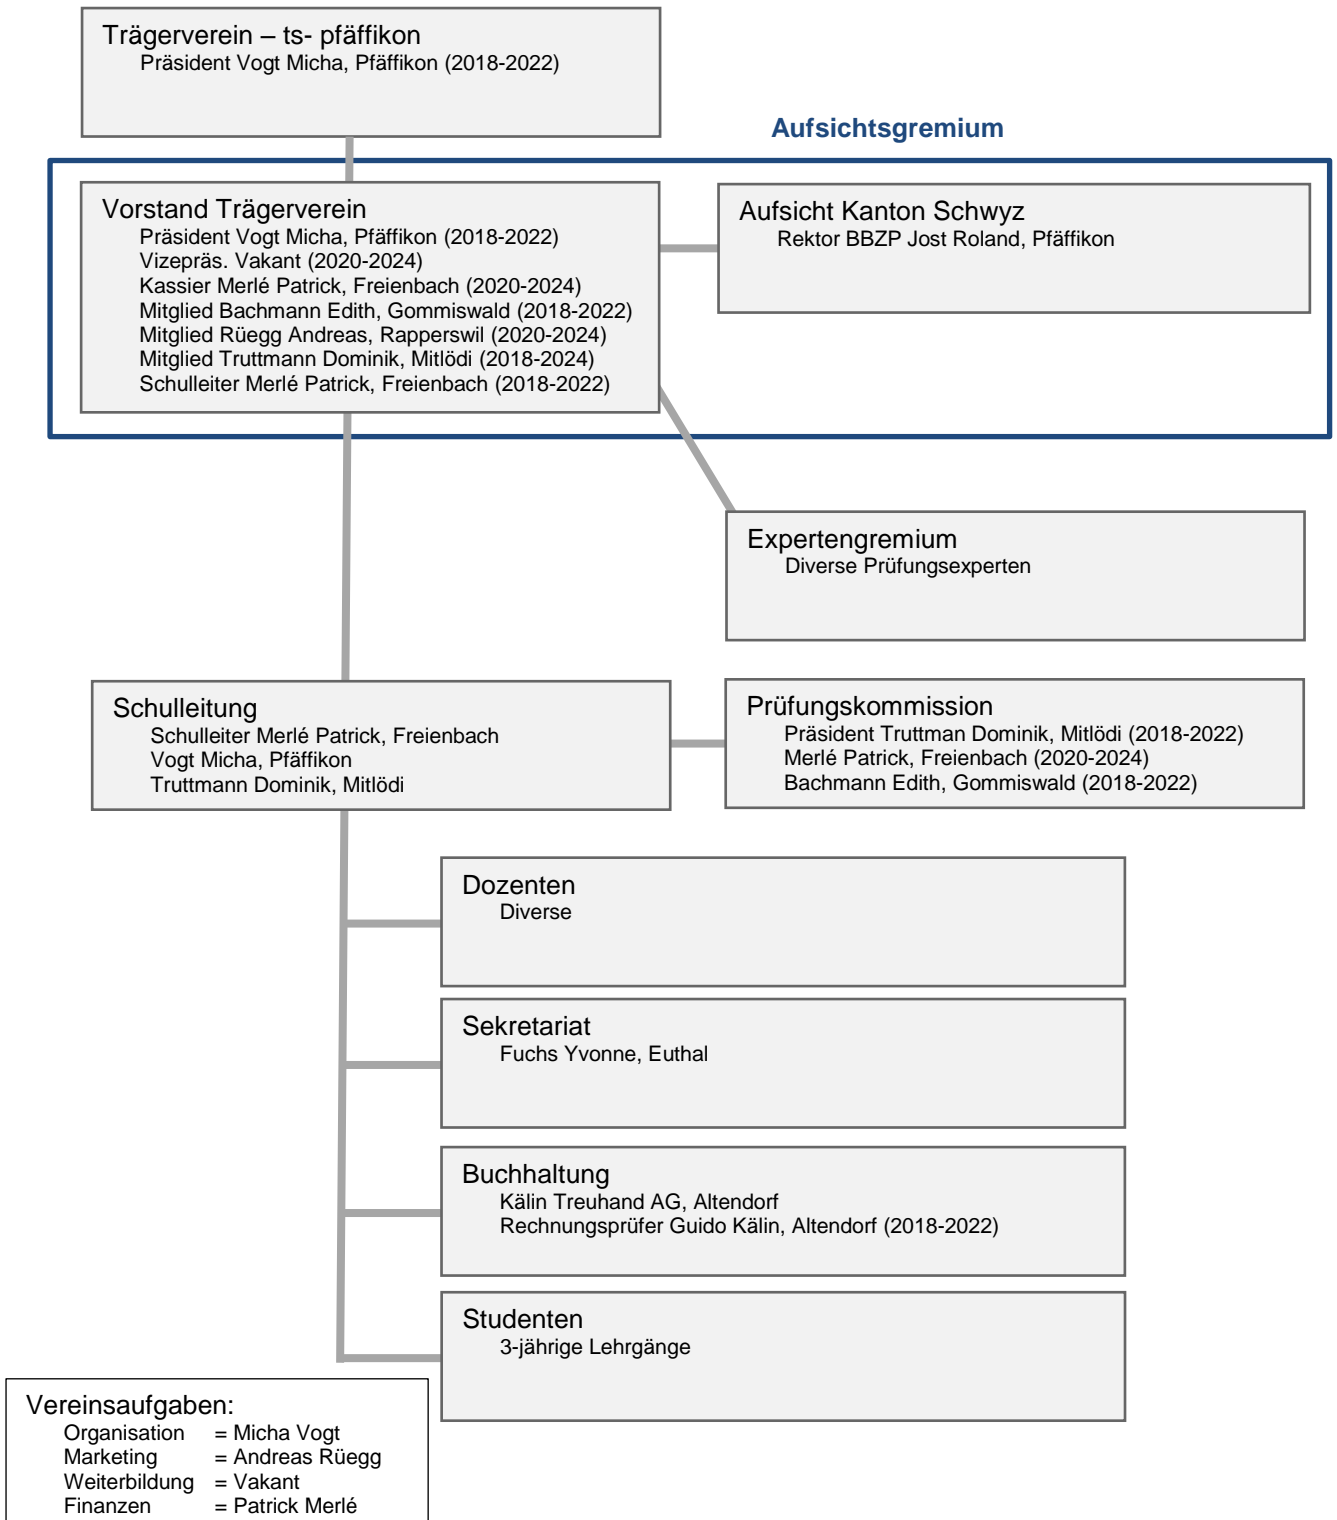 Trägerverein – ts- pfäffikon
Präsident Vogt Micha, Pfäffikon (2018-2022)
Aufsichtsgremium
Vorstand Trägerverein
Präsident Vogt Micha, Pfäffikon (2018-2022)
Vizepräs. Vakant (2020-2024)
Kassier Merlé Patrick, Freienbach (2020-2024)
Mitglied Bachmann Edith, Gommiswald (2018-2022)
Mitglied Rüegg Andreas, Rapperswil (2020-2024)
Mitglied Truttmann Dominik, Mitlödi (2018-2024)
Schulleiter Merlé Patrick, Freienbach (2018-2022)
Aufsicht Kanton Schwyz
Rektor BBZP Jost Roland, Pfäffikon
Expertengremium
Diverse Prüfungsexperten
Schulleitung
Schulleiter Merlé Patrick, Freienbach
Vogt Micha, Pfäffikon
Truttmann Dominik, Mitlödi
Prüfungskommission
Präsident Truttman Dominik, Mitlödi (2018-2022)
Merlé Patrick, Freienbach (2020-2024)
Bachmann Edith, Gommiswald (2018-2022)
Dozenten
Diverse
Sekretariat
Fuchs Yvonne, Euthal
Buchhaltung
Kälin Treuhand AG, Altendorf
Rechnungsprüfer Guido Kälin, Altendorf (2018-2022)
Studenten
3-jährige Lehrgänge
Vereinsaufgaben:
Organisation = Micha Vogt
Marketing = Andreas Rüegg
Weiterbildung = Vakant
Finanzen = Patrick Merlé